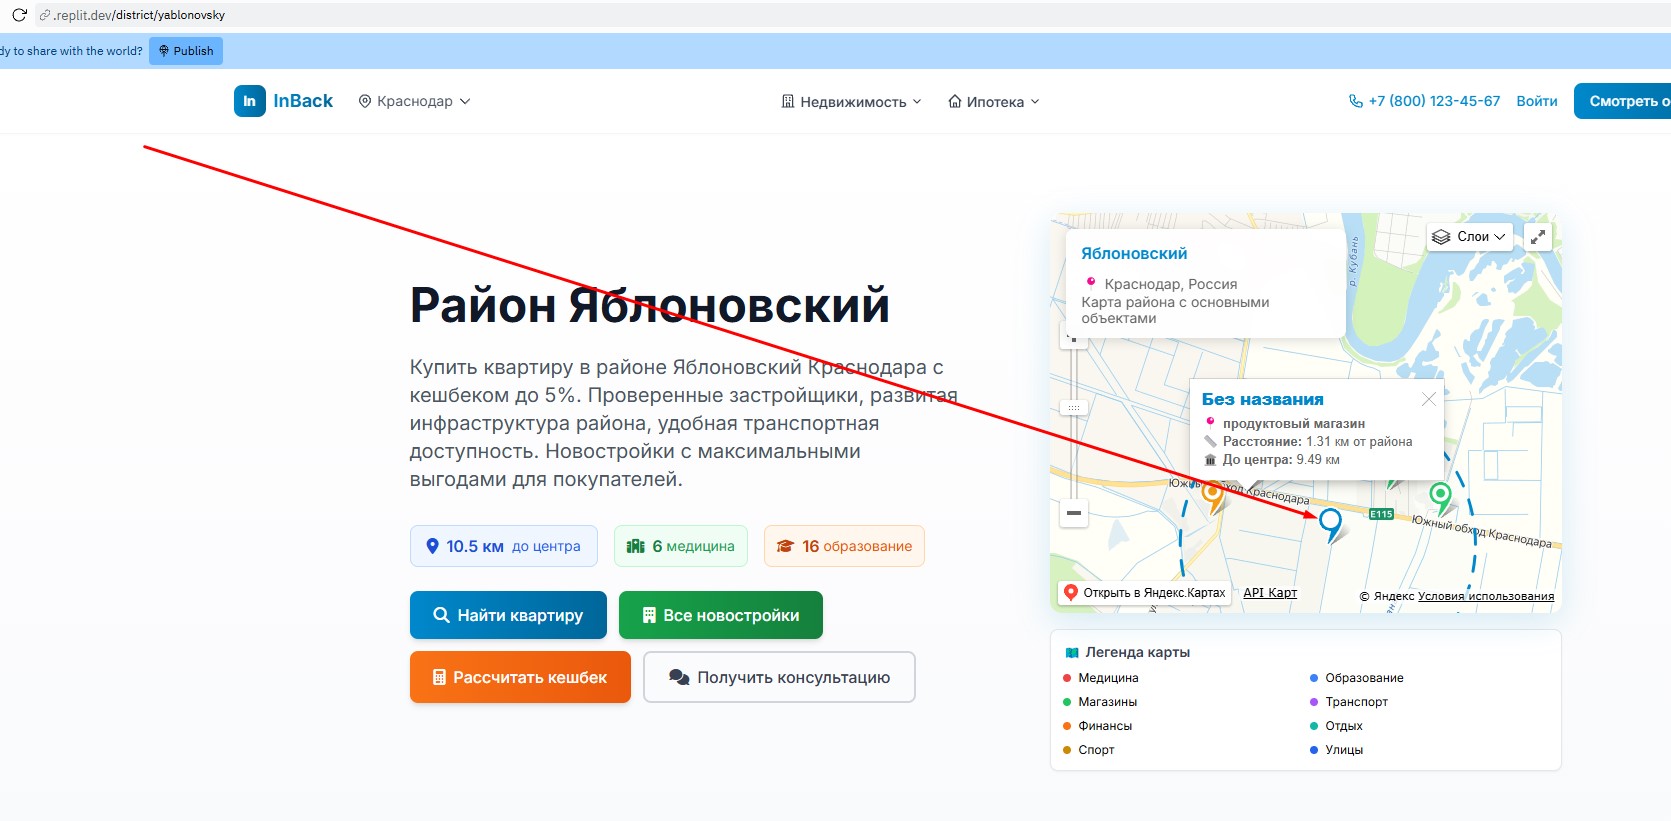 .replit.dev/district/yablonovsky
dy to share with the world?
Publish
In
InBack
Краснодар
Недвижимость
Ипотека
+7 (800) 123-45-67
Войти
Смотреть о
Район Яблоновский
Купить квартиру в районе Яблоновский Краснодара с
кешбеком до 5%. Проверенные застройщики, развитая
инфраструктура района, удобная транспортная
доступность. Новостройки с максимальными
выгодами для покупателей.
10.5 км до центра
6 медицина
16 образование
Найти квартиру
Все новостройки
Рассчитать кешбек
Получить консультацию
Яблоновский
Краснодар, Россия
Карта района с основными
объектами
Слои
р. Кубань
Без названия
продуктовый магазин
Расстояние: 1.31 км от района
До центра: 9.49 км
E115
Южный обход Краснодара
Открыть в Яндекс.Картах
API Карт
© Яндекс Условия использования
Легенда карты
Медицина
Образование
Магазины
Транспорт
Финансы
Отдых
Спорт
Улицы